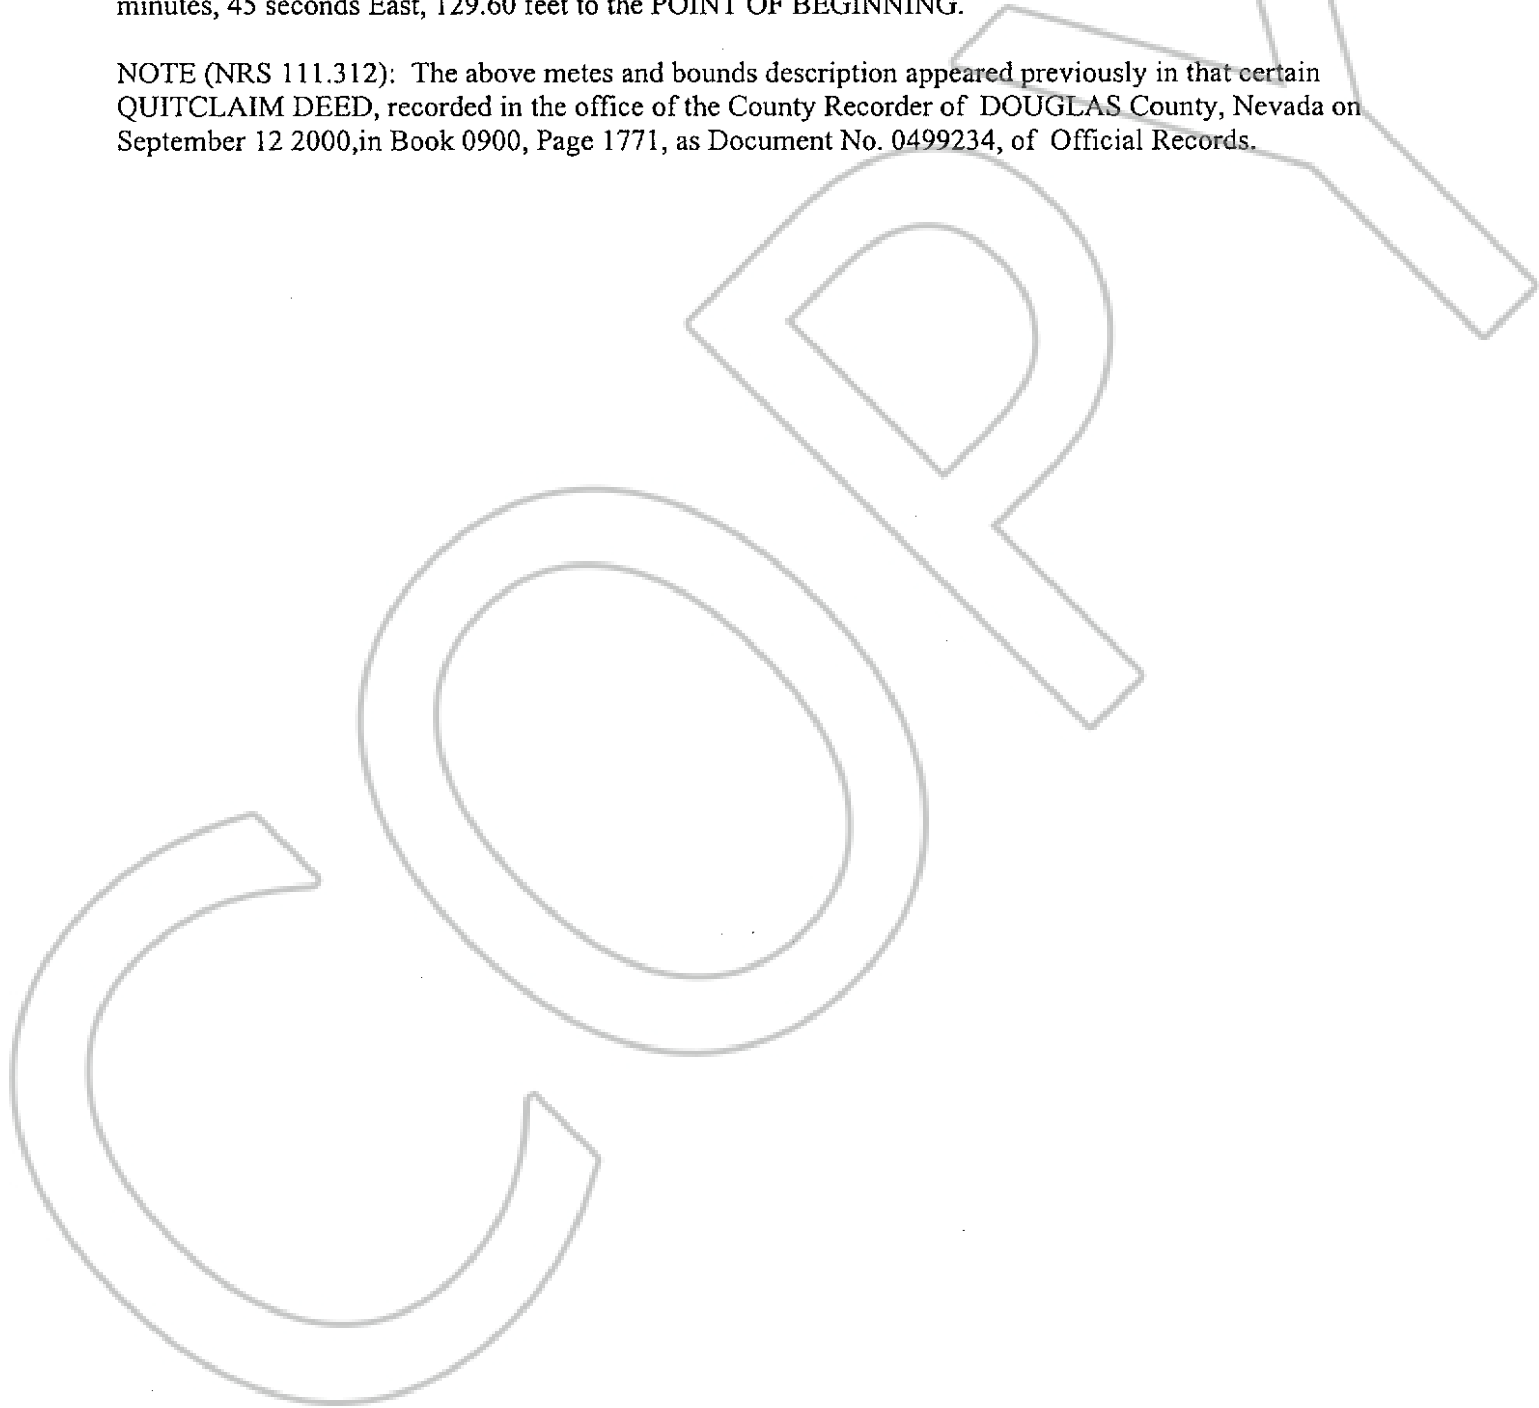 minutes, 45 seconds East, 129.60 feet to the POINT OF BEGINNING.
NOTE (NRS 111.312): The above metes and bounds description appeared previously in that certain
QUITCLAIM DEED, recorded in the office of the County Recorder of DOUGLAS County, Nevada on
September 12 2000,in Book 0900, Page 1771, as Document No. 0499234, of Official Records.
COPY